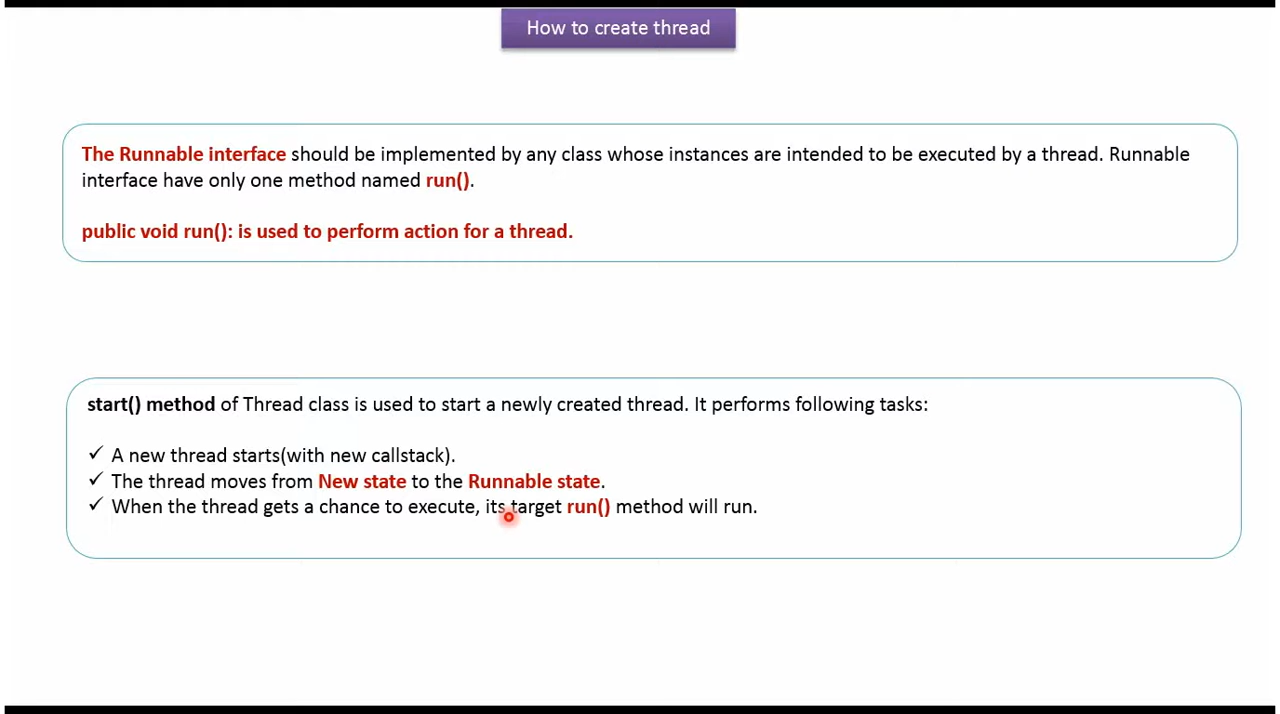 How to create thread
The Runnable interface should be implemented by any class whose instances are intended to be executed by a thread. Runnable
interface have only one method named run().
public void run(): is used to perform action for a thread.
start() method of Thread class is used to start a newly created thread. It performs following tasks:
✓ A new thread starts(with new callstack).
✓ The thread moves from New state to the Runnable state.
✓ When the thread gets a chance to execute, its target run() method will run.